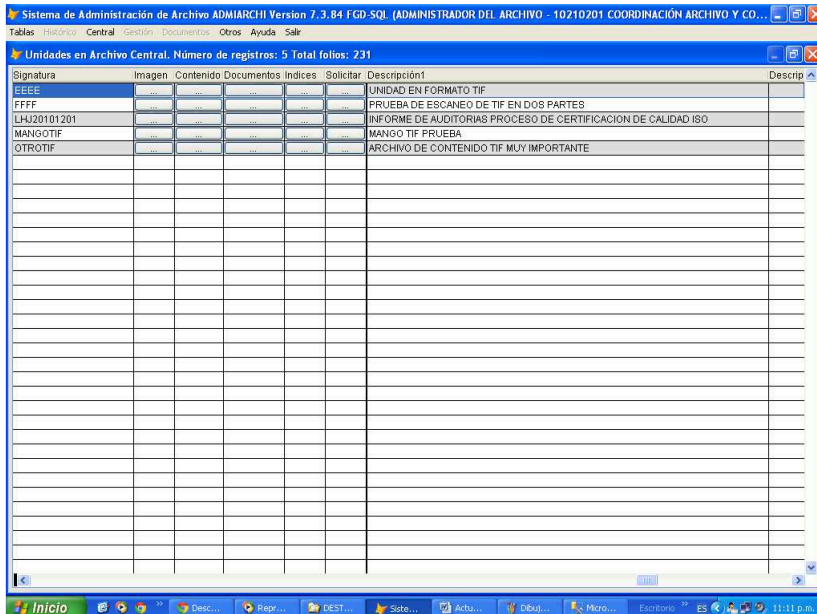 Sistema de Administración de Archivo ADMIARCHI Version 7.3.84 FGD-SQL (ADMINISTRADOR DEL ARCHIVO - 10210201 COORDINACIÓN ARCHIVO Y CO...
Tablas Histórico Central Gestión Documentos Otros Ayuda Salir
Unidades en Archivo Central. Número de registros: 5 Total folios: 231
Signatura Imagen Contenido Documentos Indices Solicitar Descripción1 Descrip
EEEE ... ... ... ... ... UNIDAD EN FORMATO TIF
FFFF ... ... ... ... ... PRUEBA DE ESCANEO DE TIF EN DOS PARTES
LHJ20101201 ... ... ... ... ... INFORME DE AUDITORIAS PROCESO DE CERTIFICACION DE CALIDAD ISO
MANGOTIF ... ... ... ... ... MANGO TIF PRUEBA
OTROTIF ... ... ... ... ... ARCHIVO DE CONTENIDO TIF MUY IMPORTANTE
Inicio » Desc... Repr... DEST... Siste... Actu... Dibuj... Micro... Escritorio » ES 11:11 p.m.